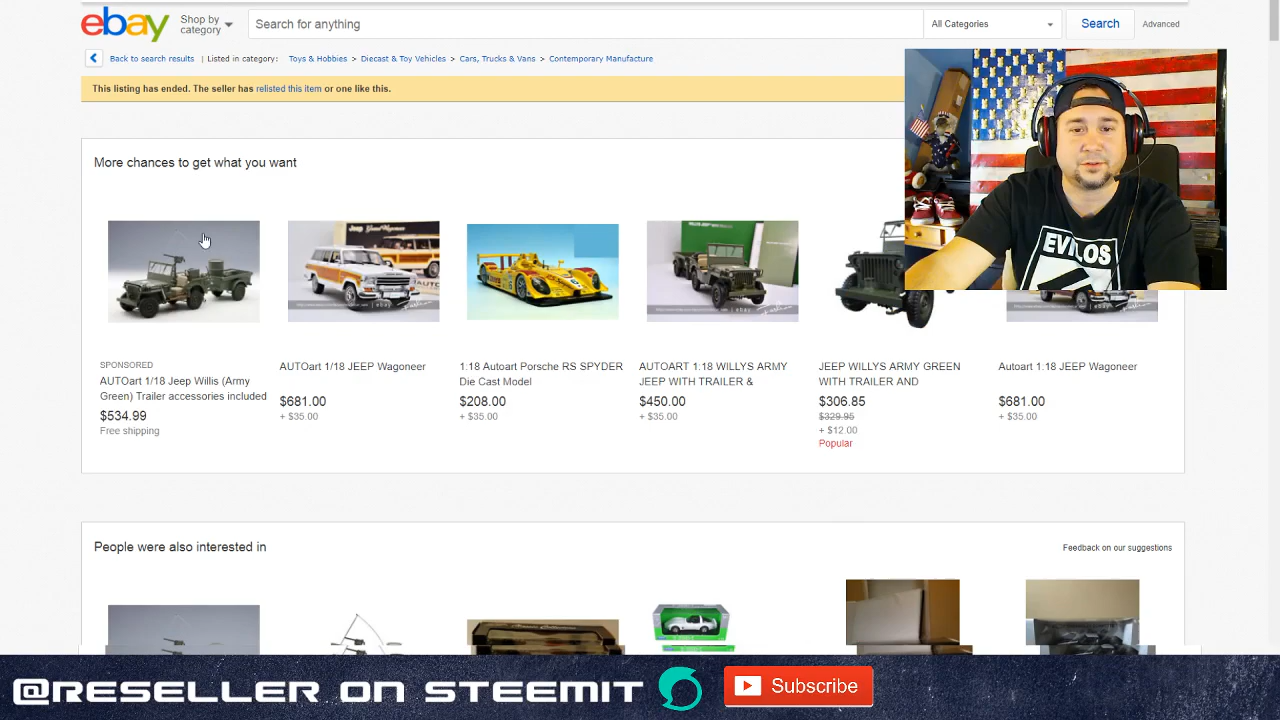 ebay
Shop by category
Search for anything
All Categories
Search
Advanced
Back to search results | Listed in category: Toys & Hobbies > Diecast & Toy Vehicles > Cars, Trucks & Vans > Contemporary Manufacture
This listing has ended. The seller has relisted this item or one like this.
More chances to get what you want
SPONSORED
AUTOart 1/18 Jeep Willis (Army
Green) Trailer accessories included
$534.99
Free shipping
AUTOart 1/18 JEEP Wagoneer
$681.00
+ $35.00
1:18 Autoart Porsche RS SPYDER
Die Cast Model
$208.00
+ $35.00
AUTOART 1:18 WILLYS ARMY
JEEP WITH TRAILER &
$450.00
+ $35.00
JEEP WILLYS ARMY GREEN
WITH TRAILER AND
$306.85
$329.95
+ $12.00
Popular
Autoart 1:18 JEEP Wagoneer
$681.00
+ $35.00
People were also interested in
Feedback on our suggestions
@RESELLER ON STEEMIT
Subscribe